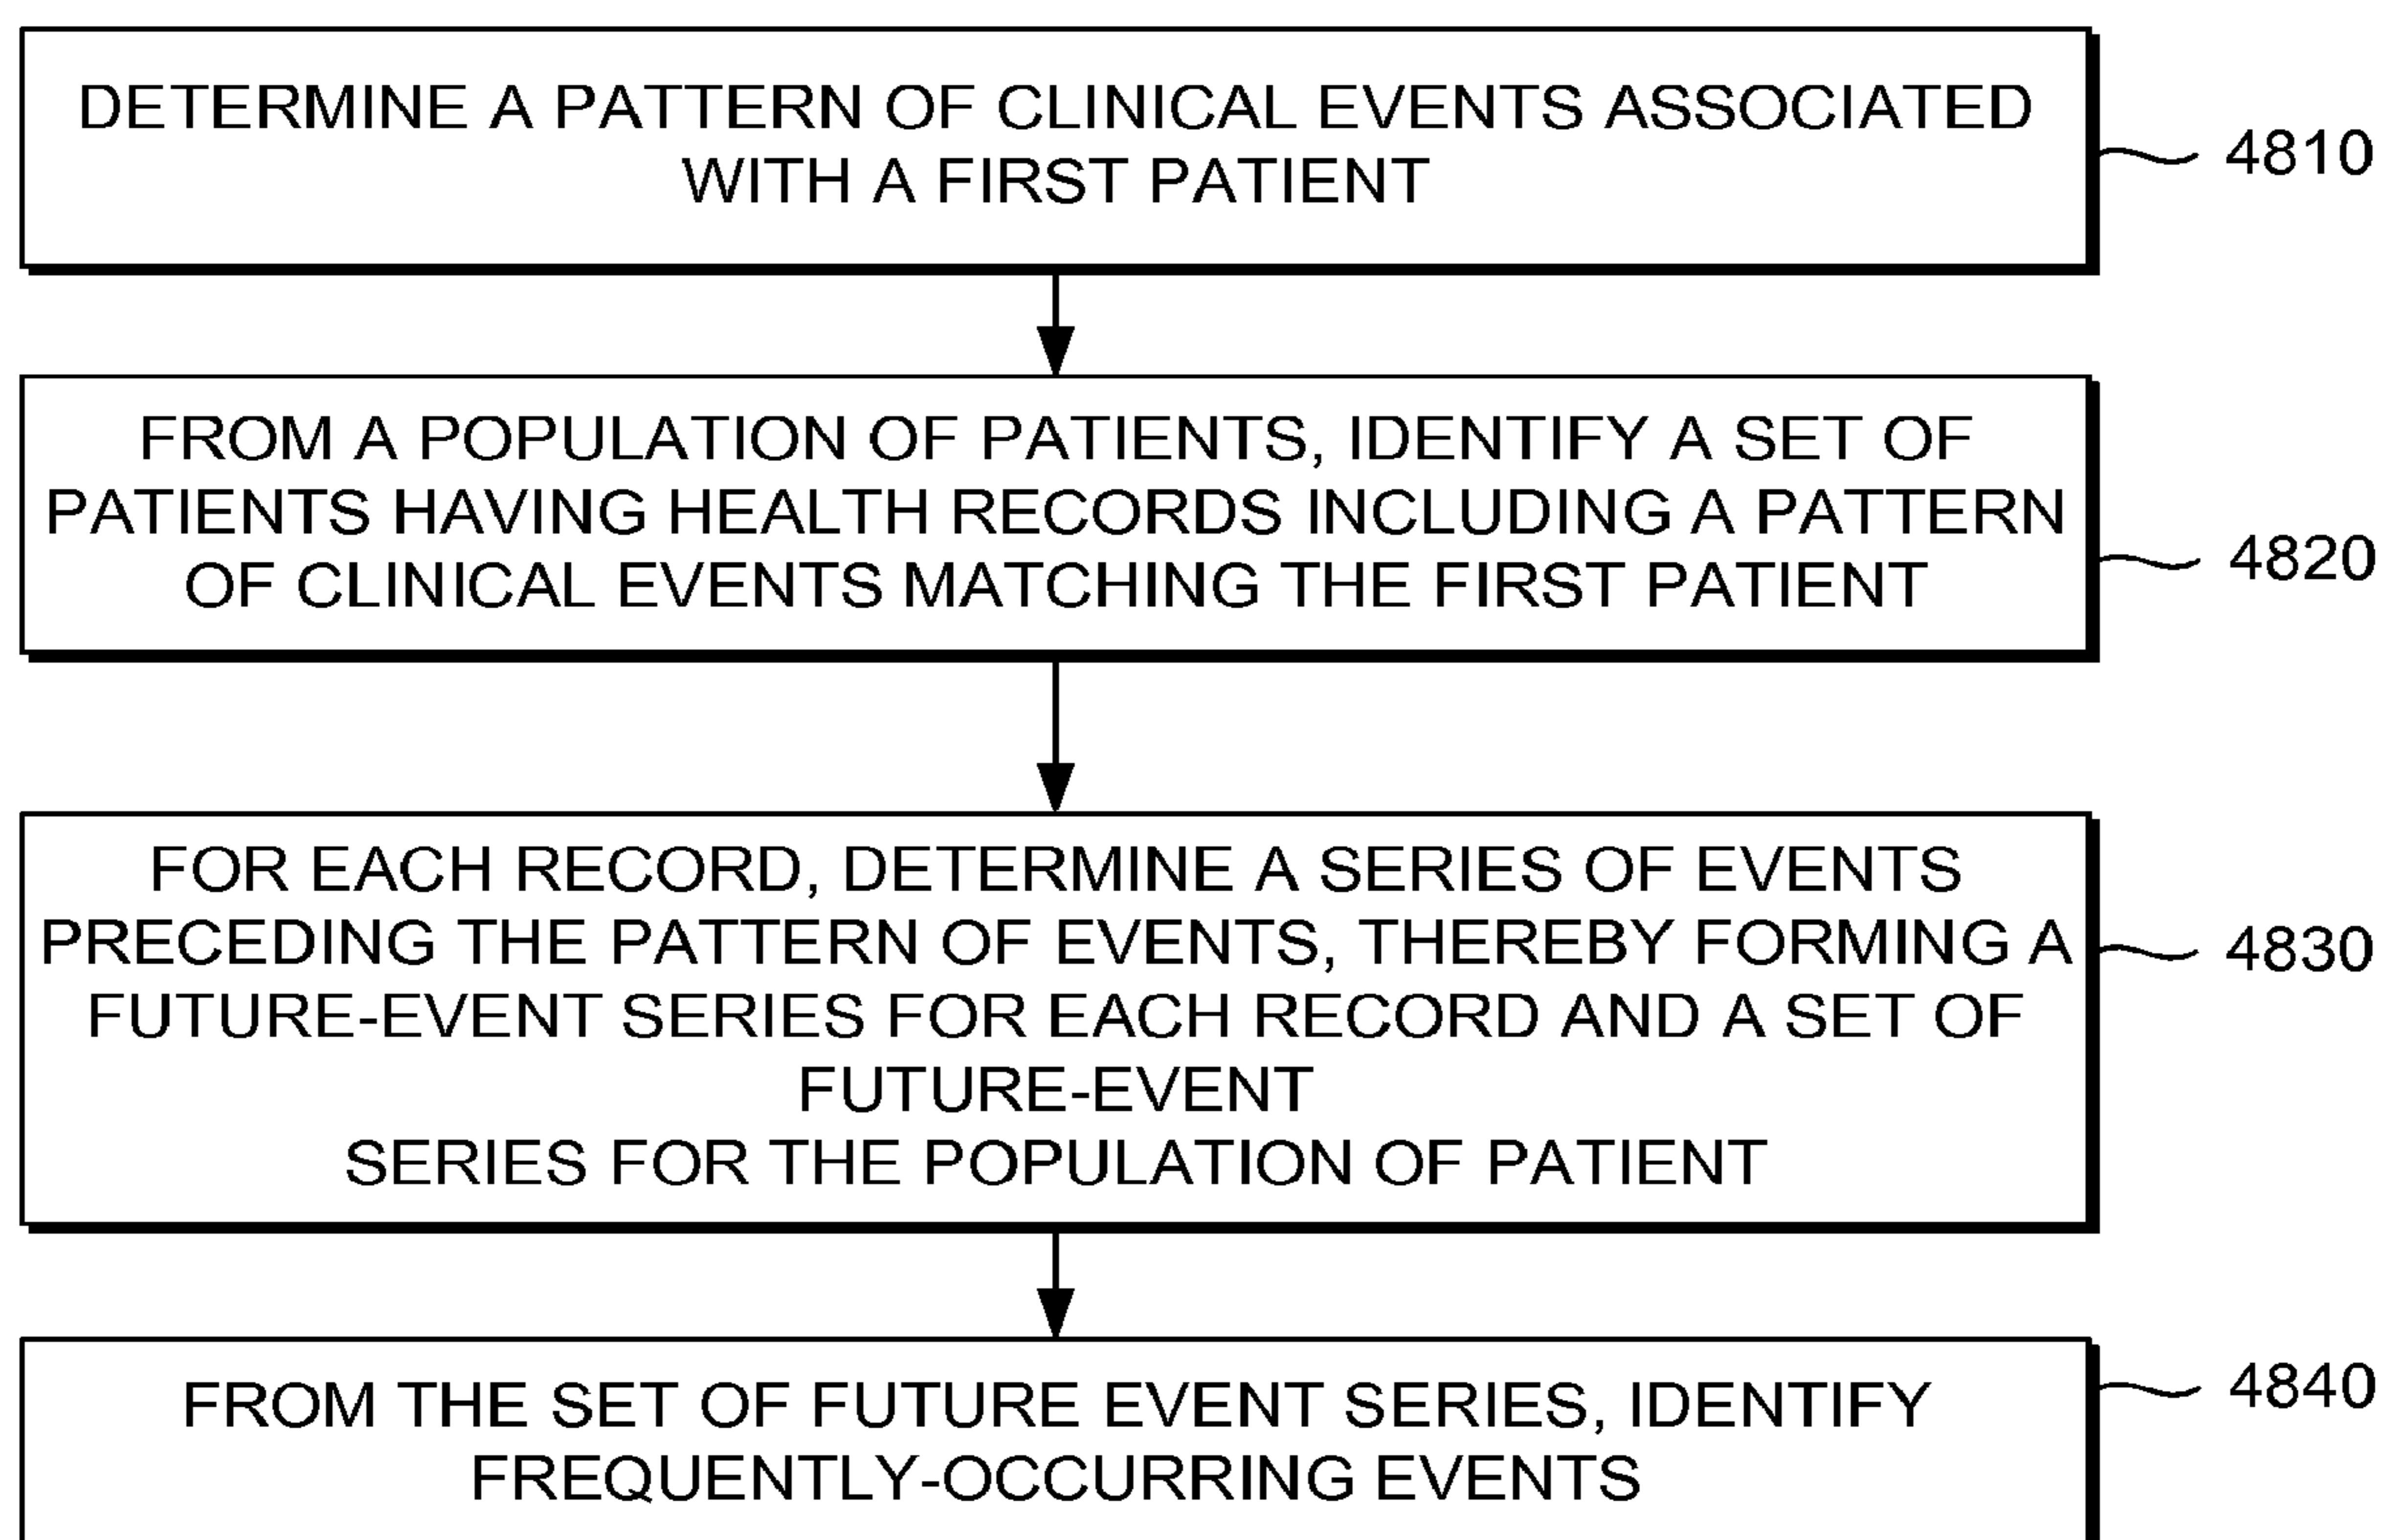 DETERMINE A PATTERN OF CLINICAL EVENTS ASSOCIATED
WITH A FIRST PATIENT
4810
FROM A POPULATION OF PATIENTS, IDENTIFY A SET OF
PATIENTS HAVING HEALTH RECORDS INCLUDING A PATTERN
OF CLINICAL EVENTS MATCHING THE FIRST PATIENT
4820
FOR EACH RECORD, DETERMINE A SERIES OF EVENTS
PRECEDING THE PATTERN OF EVENTS, THEREBY FORMING A
FUTURE-EVENT SERIES FOR EACH RECORD AND A SET OF
FUTURE-EVENT
SERIES FOR THE POPULATION OF PATIENT
4830
FROM THE SET OF FUTURE EVENT SERIES, IDENTIFY
FREQUENTLY-OCCURRING EVENTS
4840